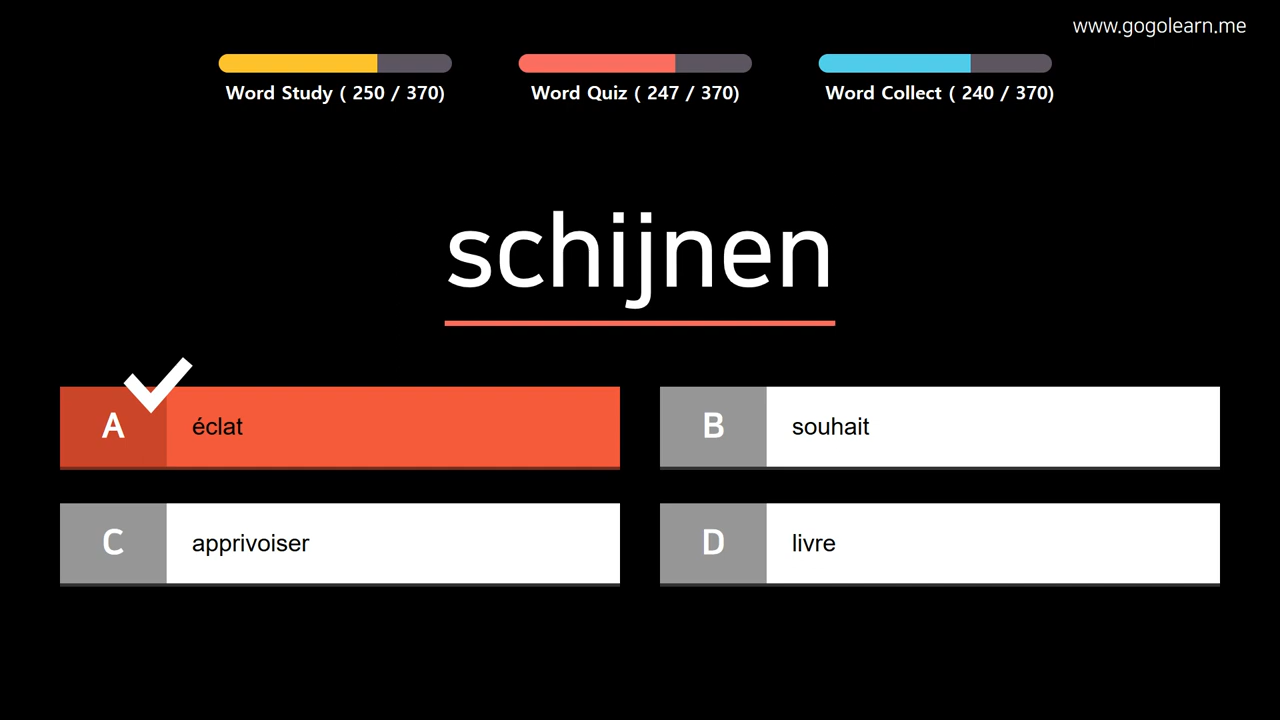 www.gogolearn.me
Word Study ( 250 / 370)
Word Quiz ( 247 / 370)
Word Collect ( 240 / 370)
schijnen
A éclat
B souhait
C apprivoiser
D livre